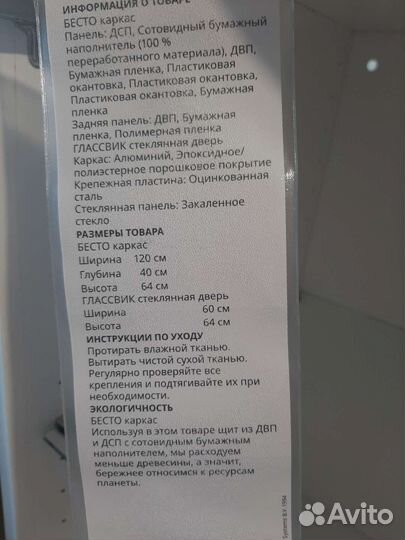 ИНФОРМАЦИЯ О ТОВАРЕ
БЕСТО каркас
Панель: ДСП, Сотовидный бумажный
наполнитель (100 %
переработанного материала), ДВП,
Бумажная пленка, Пластиковая
окантовка, Пластиковая окантовка,
Пластиковая окантовка, Бумажная
пленка
Задняя панель: ДВП, Бумажная
пленка, Полимерная пленка
ГЛАССВИК стеклянная дверь
Каркас: Алюминий, Эпоксидное/
полиэстерное порошковое покрытие
Крепежная пластина: Оцинкованная
сталь
Стеклянная панель: Закаленное
стекло
РАЗМЕРЫ ТОВАРА
БЕСТО каркас
Ширина 120 см
Глубина 40 см
Высота 64 см
ГЛАССВИК стеклянная дверь
Ширина 60 см
Высота 64 см
ИНСТРУКЦИИ ПО УХОДУ
Протирать влажной тканью.
Вытирать чистой сухой тканью.
Регулярно проверяйте все
крепления и подтягивайте их при
необходимости.
ЭКОЛОГИЧНОСТЬ
БЕСТО каркас
Используя в этом товаре щит из ДВП
и ДСП с сотовидным бумажным
наполнителем, мы расходуем
меньше древесины, а значит,
бережнее относимся к ресурсам
планеты.
Systems B.V. 1994
Avito